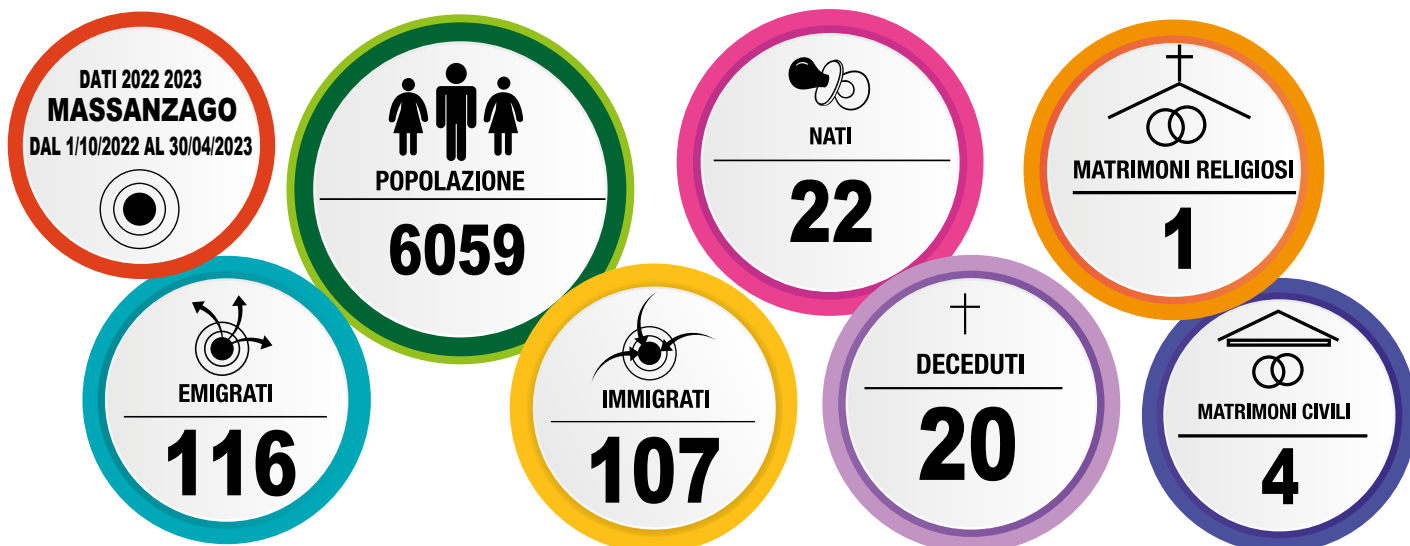 DATI 2022 2023
MASSANZAGO
DAL 1/10/2022 AL 30/04/2023
POPOLAZIONE
6059
NATI
22
MATRIMONI RELIGIOSI
1
EMIGRATI
116
IMMIGRATI
107
DECEDUTI
20
MATRIMONI CIVILI
4